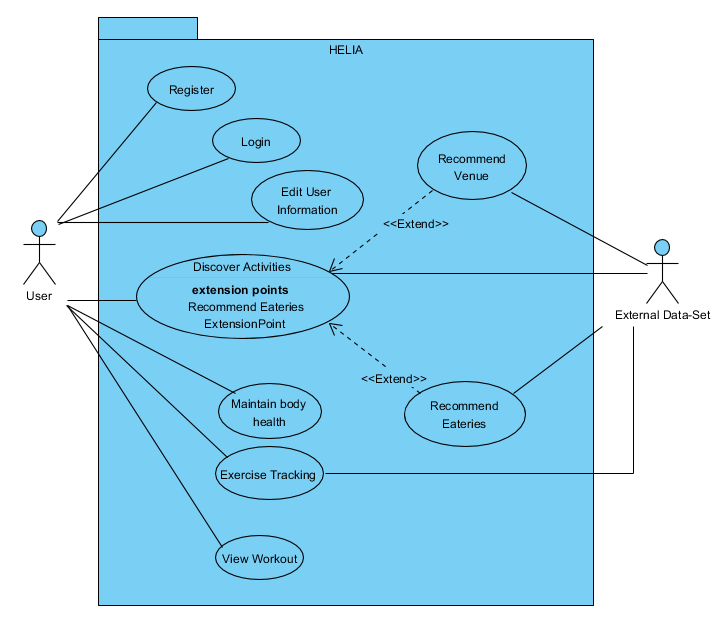 HELIA
Register
Login
Recommend
Venue
Edit User
Information
<<Extend>>
Discover Activities
extension points
Recommend Eateries
ExtensionPoint
User
External Data-Set
<<Extend>>
Maintain body
health
Recommend
Eateries
Exercise Tracking
View Workout